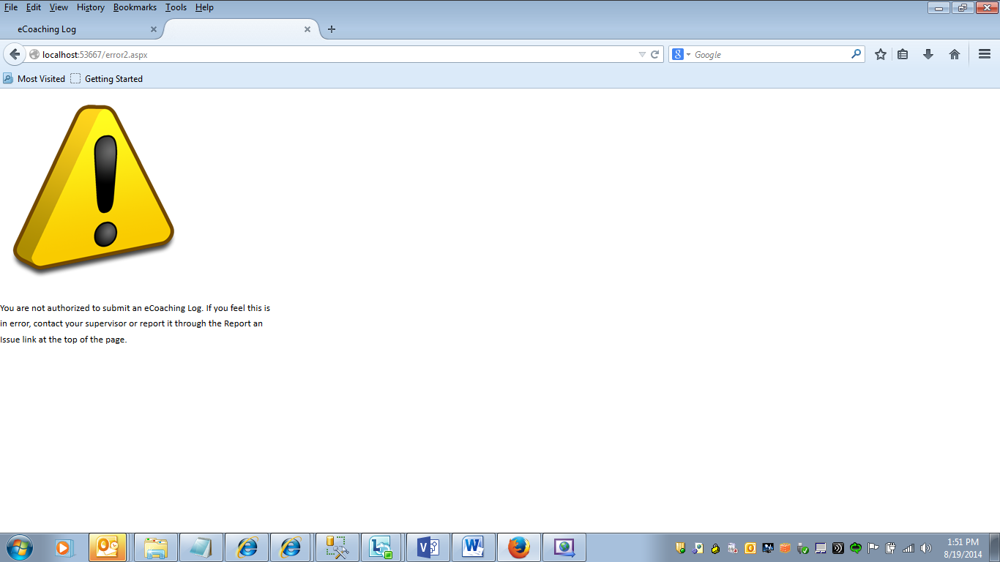 File Edit View History Bookmarks Tools Help
eCoaching Log
localhost:53667/error2.aspx
8 Google
Most Visited Getting Started
You are not authorized to submit an eCoaching Log. If you feel this is
in error, contact your supervisor or report it through the Report an
Issue link at the top of the page.
1:51 PM
8/19/2014